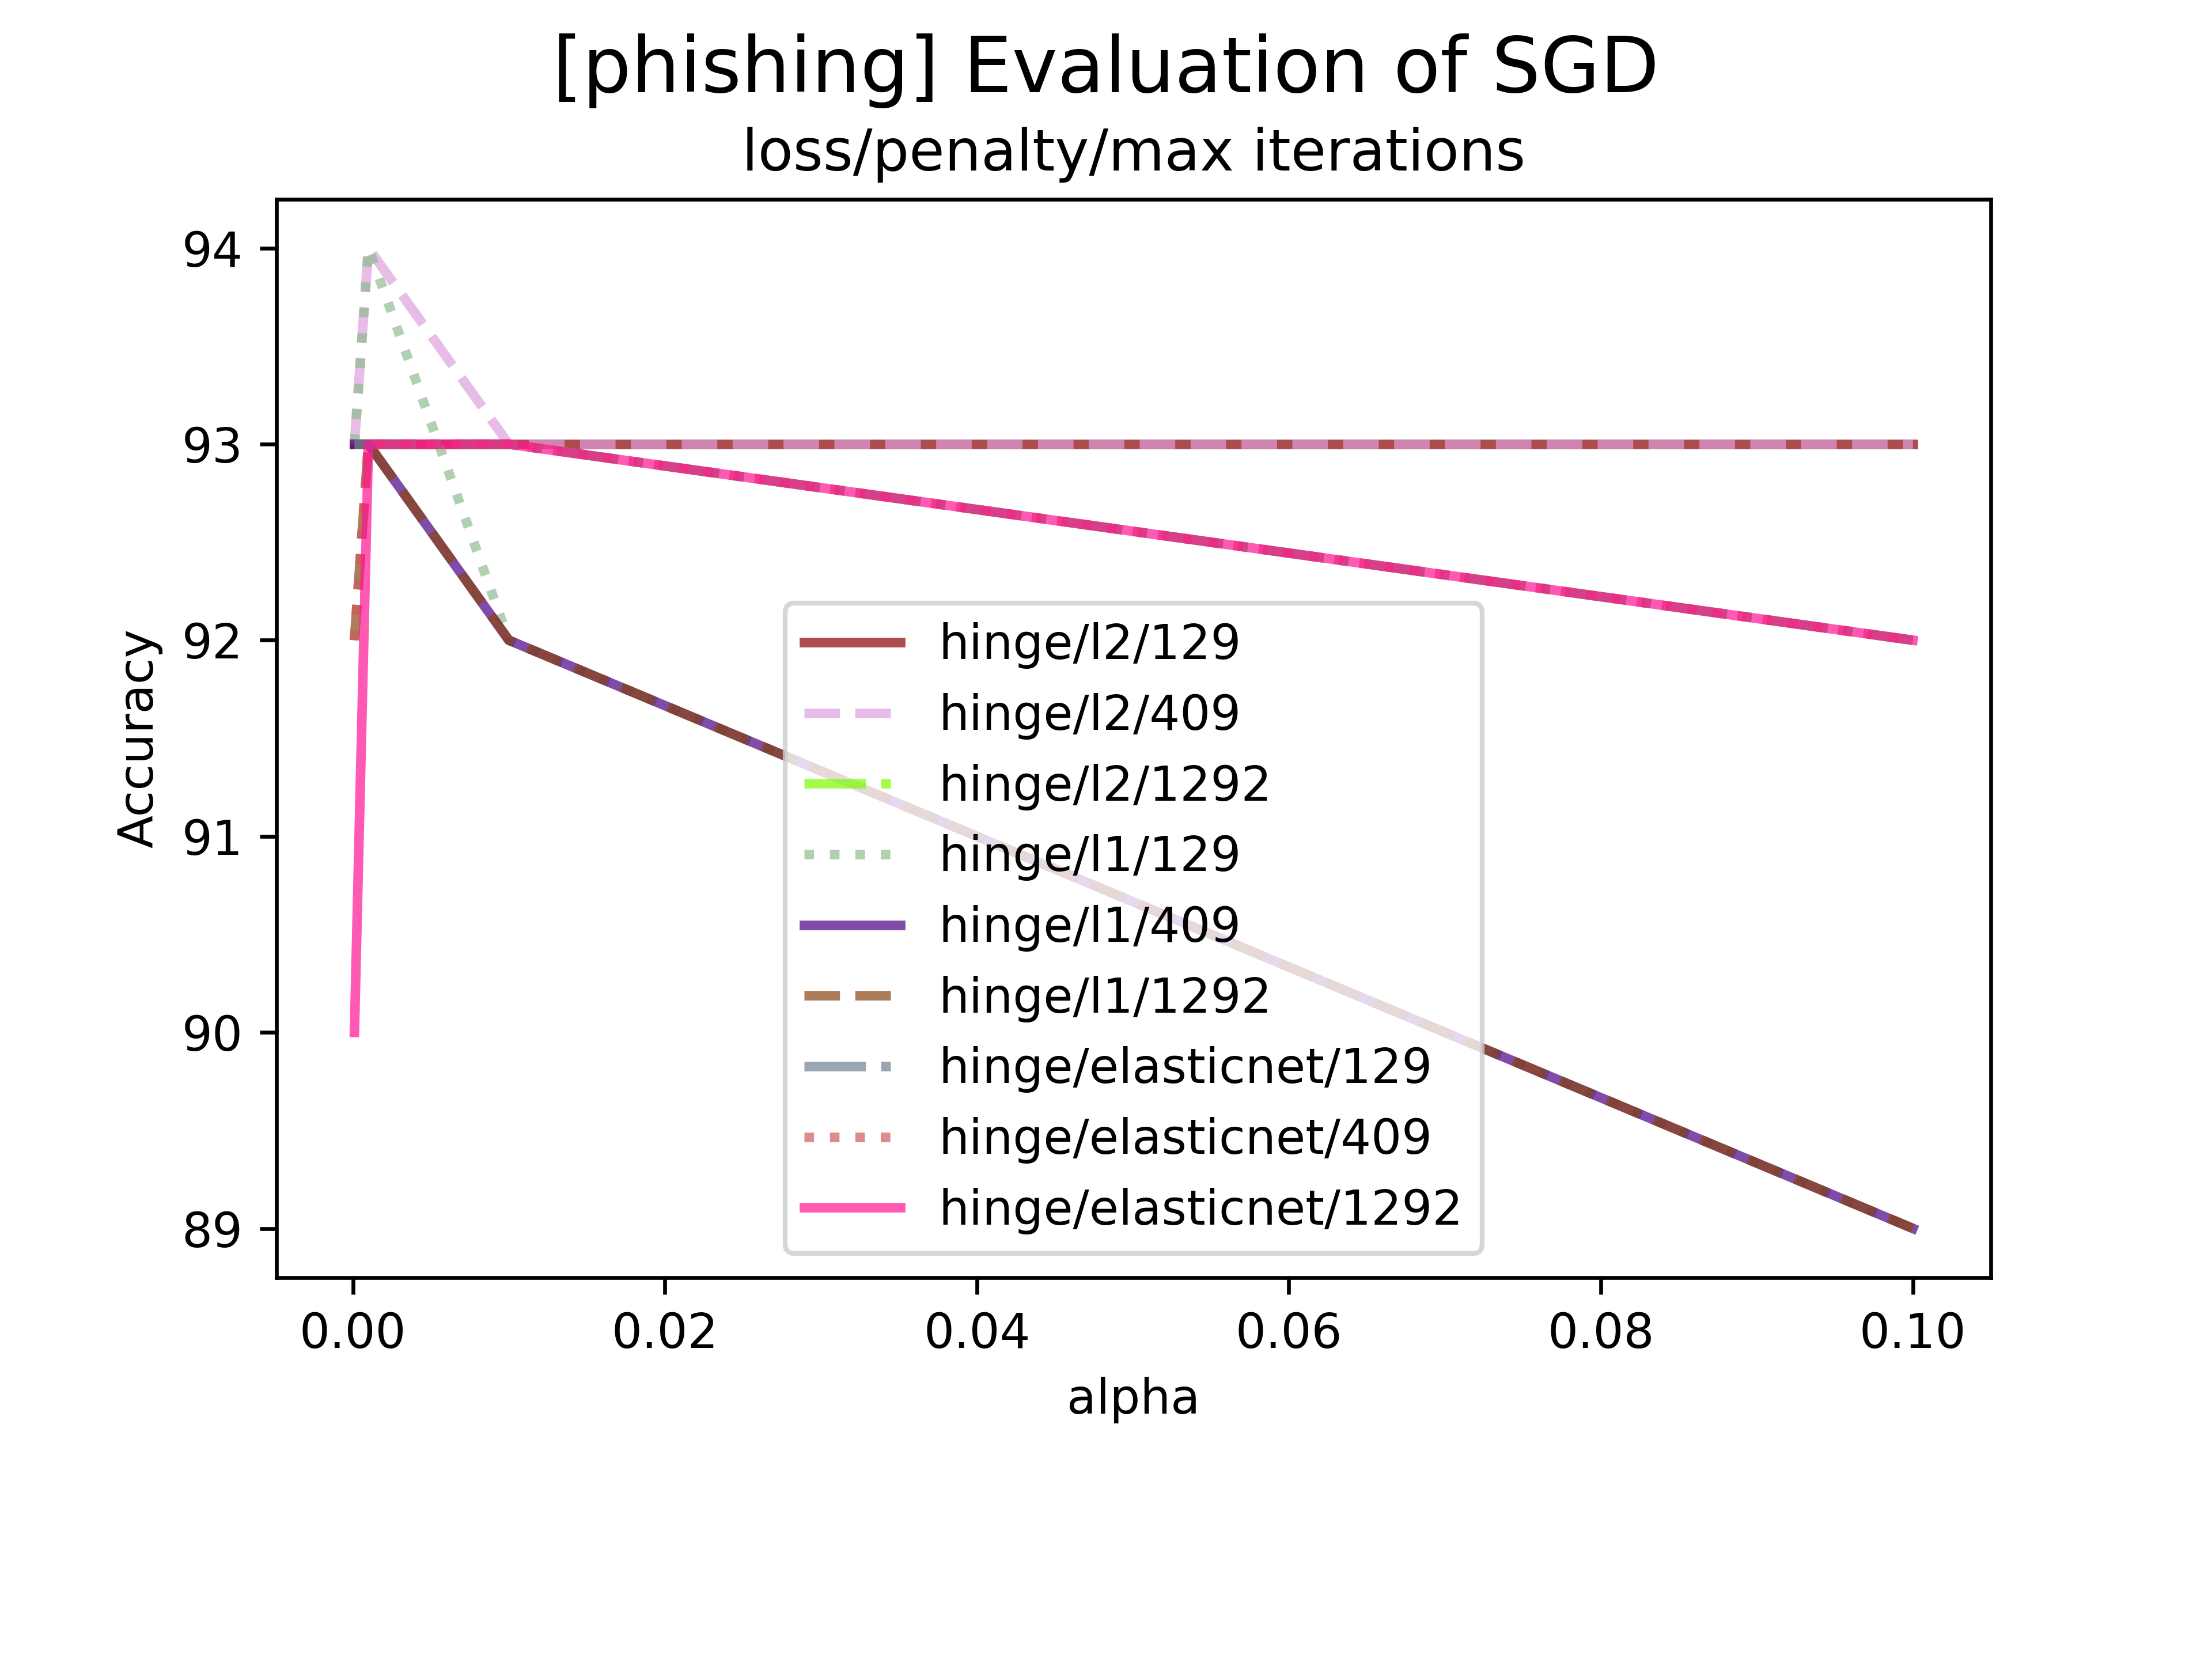 [phishing] Evaluation of SGD
loss/penalty/max iterations
94
93
92
91
90
89
Accuracy
hinge/l2/129
hinge/l2/409
hinge/l2/1292
hinge/l1/129
hinge/l1/409
hinge/l1/1292
hinge/elasticnet/129
hinge/elasticnet/409
hinge/elasticnet/1292
0.00 0.02 0.04 0.06 0.08 0.10
alpha